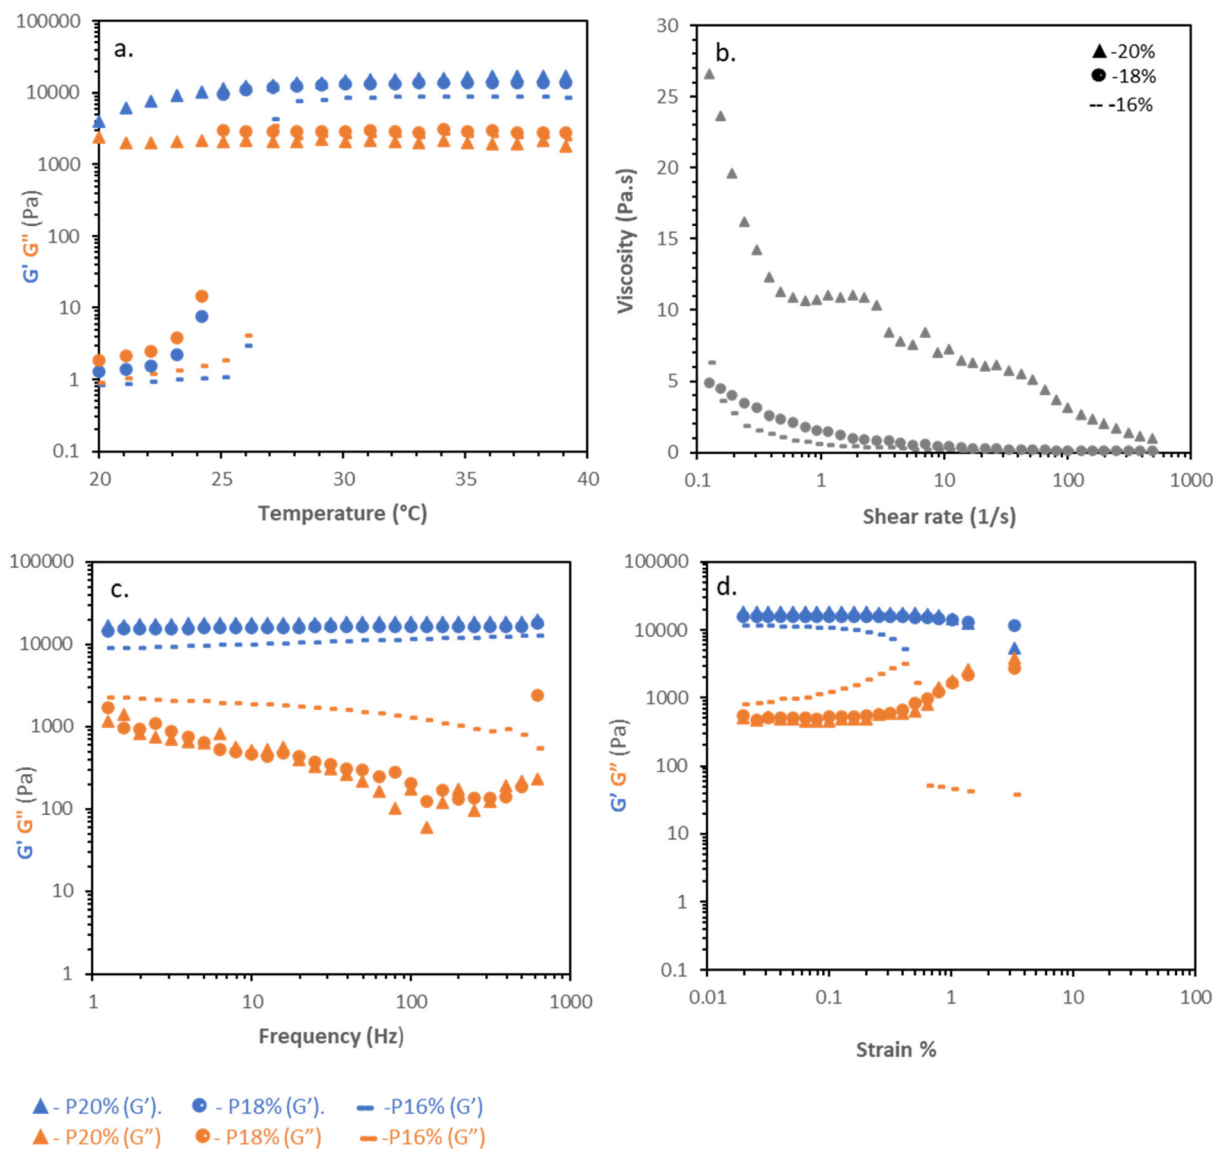 a.
100000
10000
1000
100
10
1
0.1
G' G" (Pa)
20
25
30
35
40
Temperature (°C)
b.
30
25
20
15
10
5
0
Viscosity (Pa.s)
-20%
-18%
-16%
0.1
1
10
100
1000
Shear rate (1/s)
c.
100000
10000
1000
100
10
1
G' G" (Pa)
1
10
100
1000
Frequency (Hz)
d.
100000
10000
1000
100
10
1
0.1
G’ G” (Pa)
0.01
0.1
1
10
100
Strain %
- P20% (G’).
- P18% (G’).
-P16% (G’)
- P20% (G”)
- P18% (G”)
-P16% (G”)